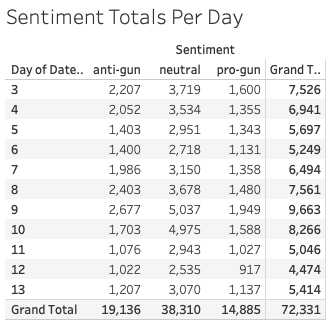 Sentiment Totals Per Day
Sentiment
Day of Date.. anti-gun neutral pro-gun Grand T..
3 2,207 3,719 1,600 7,526
4 2,052 3,534 1,355 6,941
5 1,403 2,951 1,343 5,697
6 1,400 2,718 1,131 5,249
7 1,986 3,150 1,358 6,494
8 2,403 3,678 1,480 7,561
9 2,677 5,037 1,949 9,663
10 1,703 4,975 1,588 8,266
11 1,076 2,943 1,027 5,046
12 1,022 2,535 917 4,474
13 1,207 3,070 1,137 5,414
Grand Total 19,136 38,310 14,885 72,331